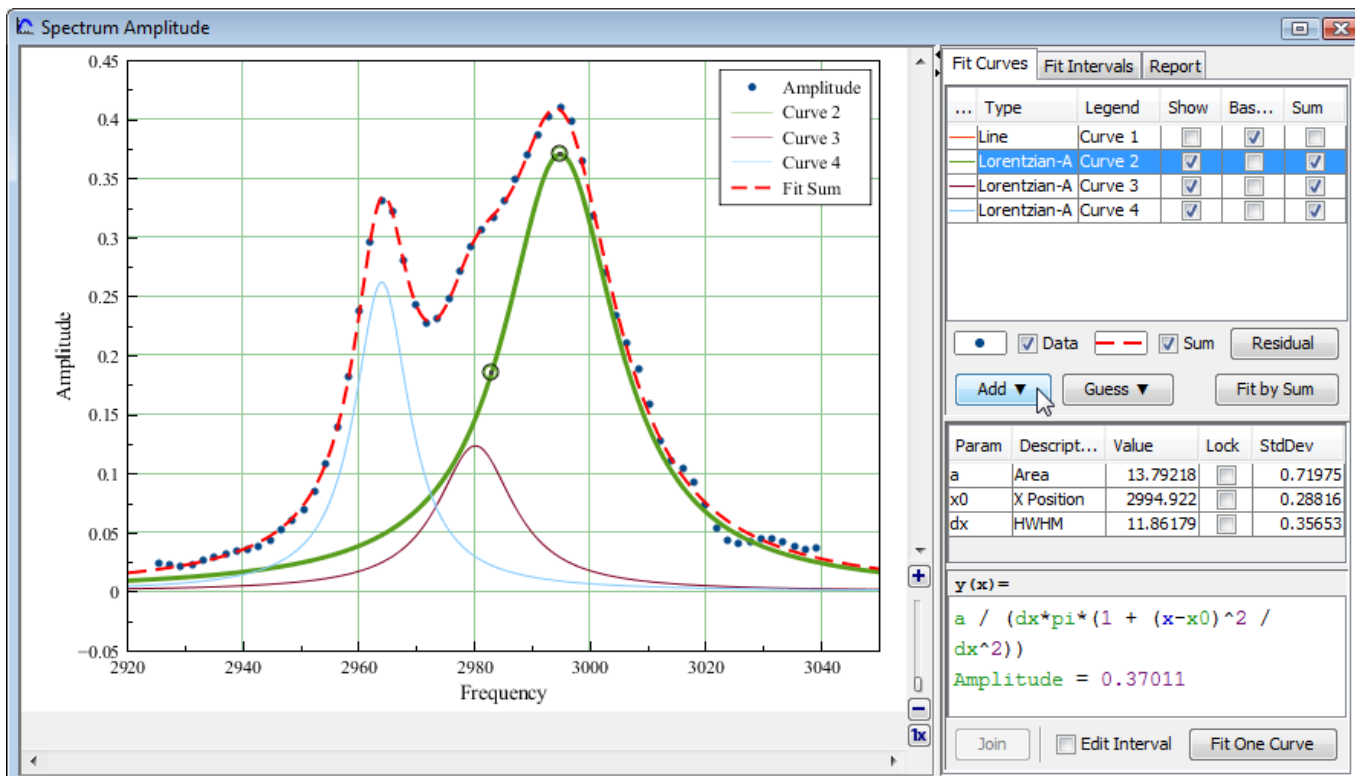 Spectrum Amplitude
0.45
0.4
0.35
0.3
0.25
0.2
0.15
0.1
0.05
0
−0.05
Amplitude
2920 2940 2960 2980 3000 3020 3040
Frequency
Amplitude
Curve 2
Curve 3
Curve 4
Fit Sum
1x
Fit Curves Fit Intervals Report
... Type Legend Show Bas... Sum
Line Curve 1
Lorentzian-A Curve 2
Lorentzian-A Curve 3
Lorentzian-A Curve 4
Data Sum Residual
Add ▼ Guess ▼ Fit by Sum
Param Descript... Value Lock StdDev
a Area 13.79218 0.71975
x0 X Position 2994.922 0.28816
dx HWHM 11.86179 0.35653
y(x)=
a / (dx*pi*(1 + (x-x0)^2 /
dx^2))
Amplitude = 0.37011
Join Edit Interval Fit One Curve